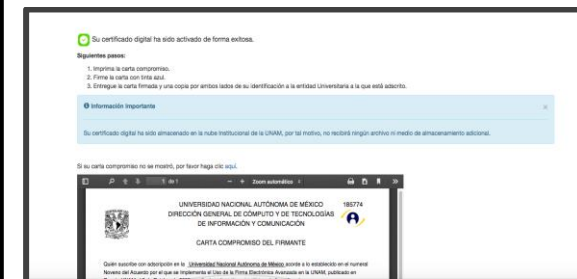 Su certificado digital ha sido activado de forma exitosa.
Siguientes pasos:
1. Imprima la carta compromiso.
2. Firme la carta con tinta azul.
3. Entregue la carta firmada y una copia por ambos lados de su identificación a la entidad Universitaria a la que está adscrito.
Información Importante ×
Su certificado digital ha sido almacenado en la nube institucional de la UNAM, por tal motivo, no recibirá ningún archivo ni medio de almacenamiento adicional.
Si su carta compromiso no se mostró, por favor haga clic aquí.
de 1 − + Zoom automático
UNIVERSIDAD NACIONAL AUTÓNOMA DE MÉXICO 185774
DIRECCIÓN GENERAL DE CÓMPUTO Y DE TECNOLOGÍAS
DE INFORMACIÓN Y COMUNICACIÓN
CARTA COMPROMISO DEL FIRMANTE
Quién suscribe con adscripción en la Universidad Nacional Autónoma de México acorde a lo establecido en el numeral
Noveno del Acuerdo por el que se implementa el Uso de la Firma Electrónica Avanzada en la UNAM, publicado en